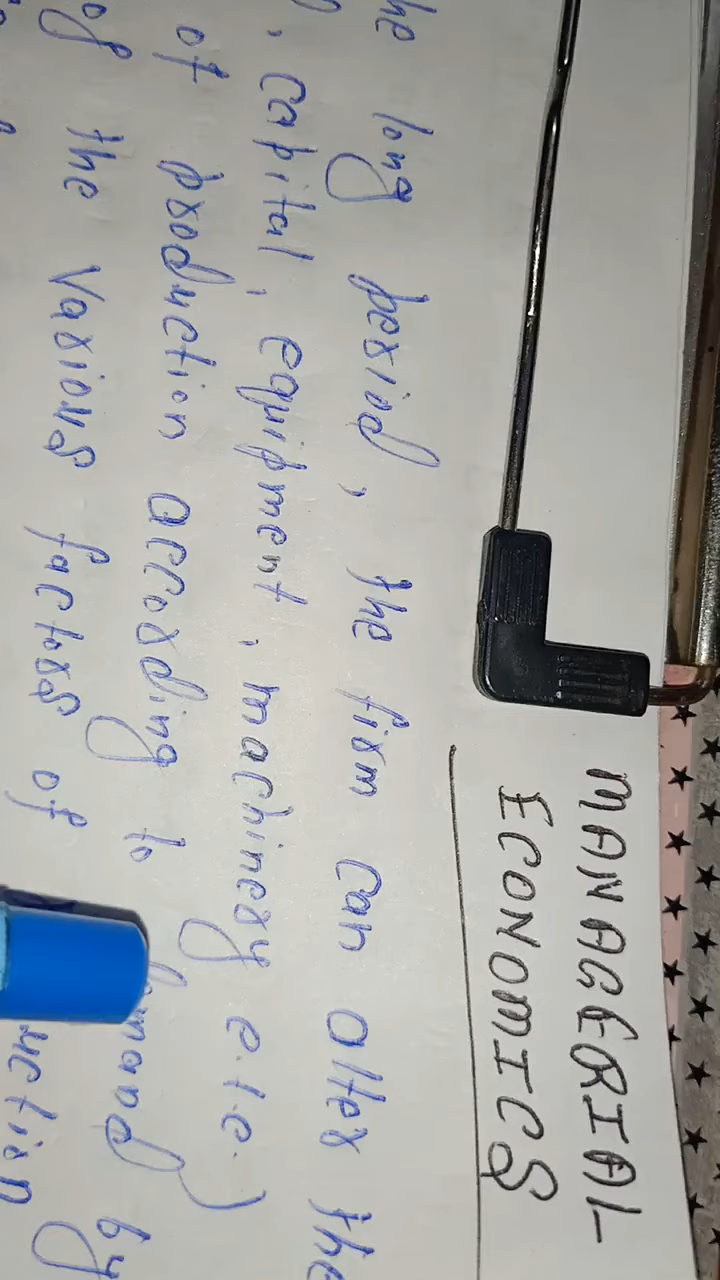 MANAGERIAL
ECONOMICS
he long period, the firm can alter the
, capital, equipment, machinery e.t.c.)
of production according to by
of the various factors of